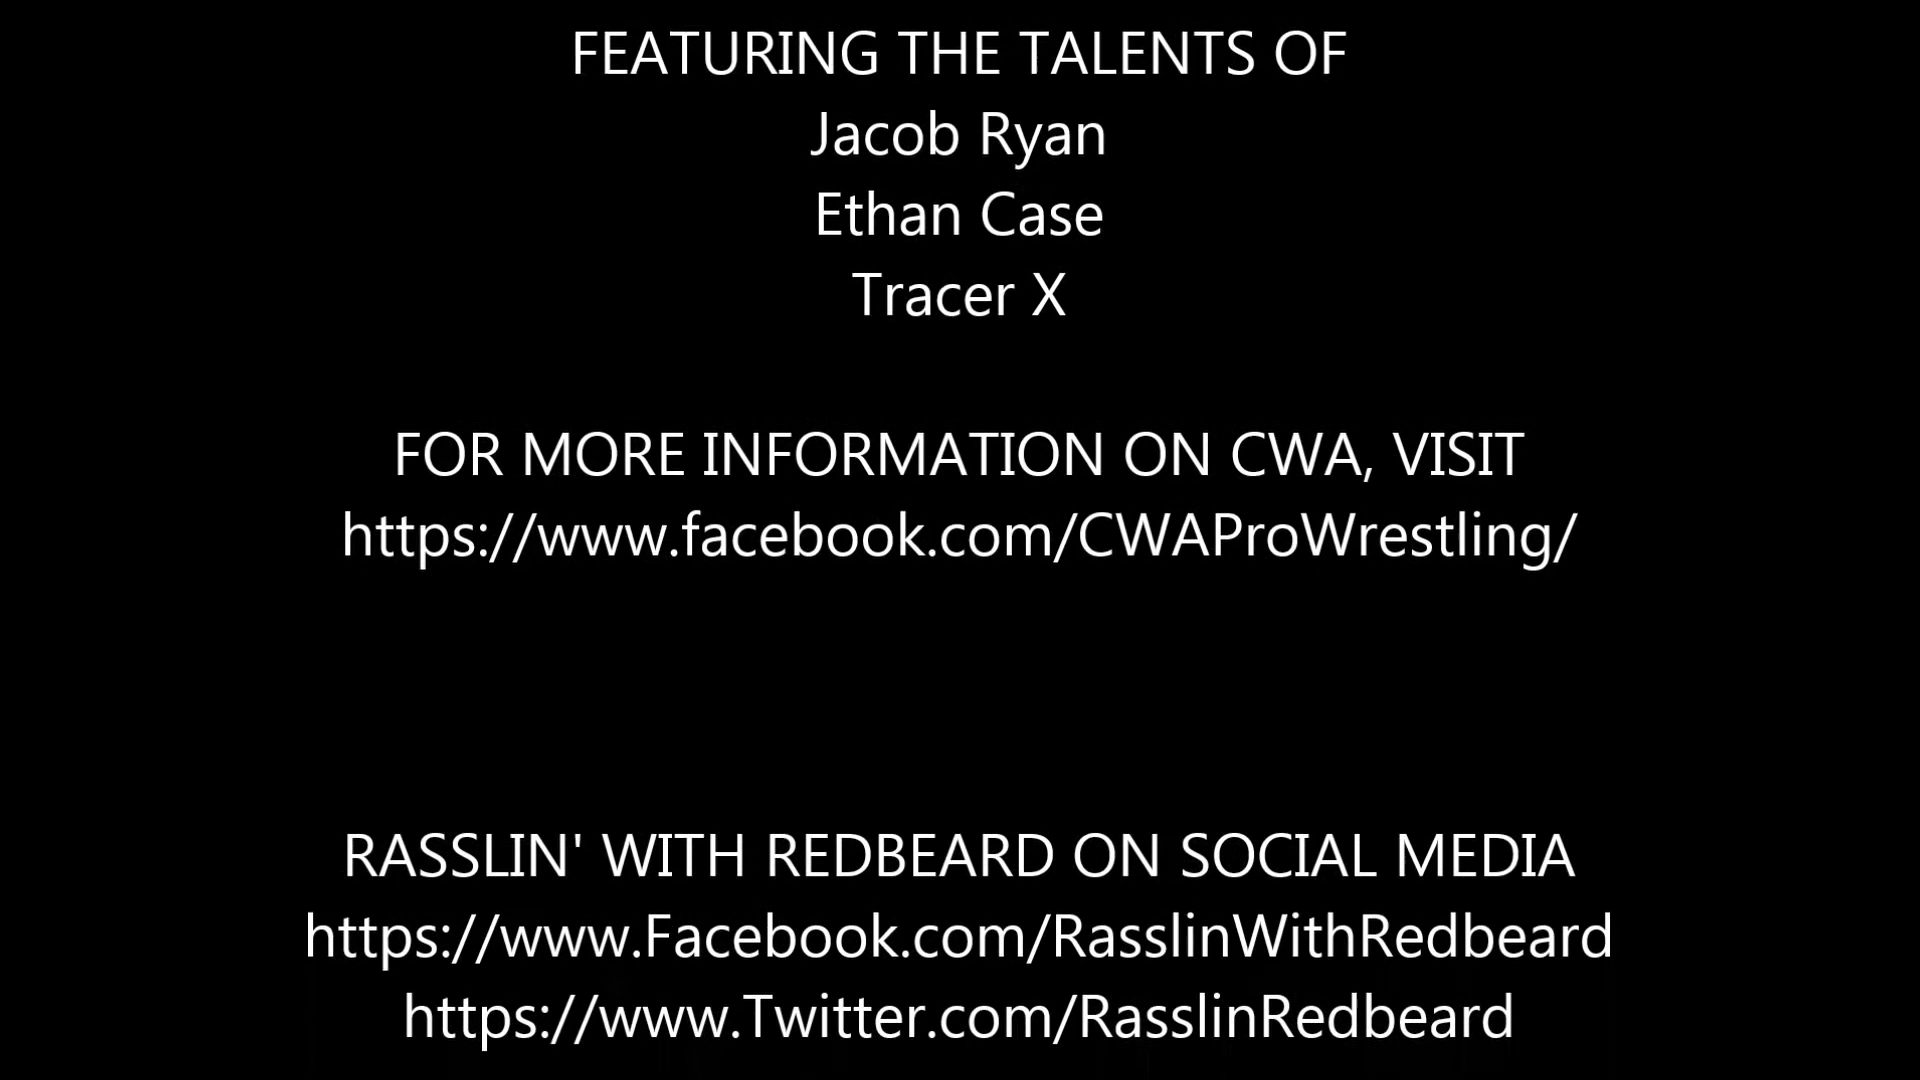 FEATURING THE TALENTS OF
Jacob Ryan
Ethan Case
Tracer X
FOR MORE INFORMATION ON CWA, VISIT
https://www.facebook.com/CWAProWrestling/
RASSLIN' WITH REDBEARD ON SOCIAL MEDIA
https://www.Facebook.com/RasslinWithRedbeard
https://www.Twitter.com/RasslinRedbeard